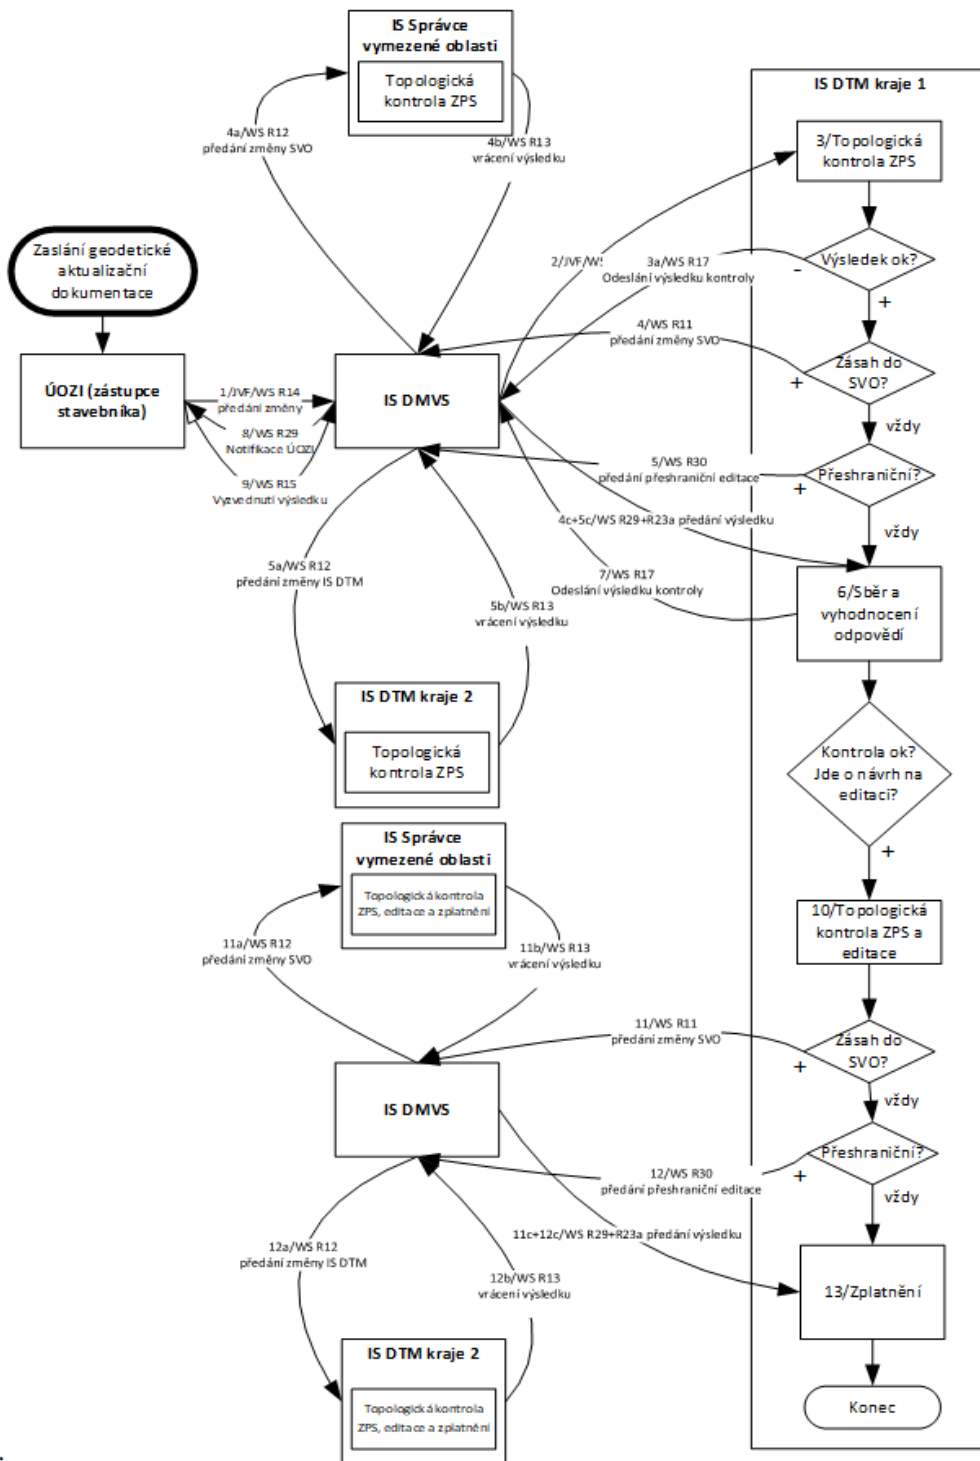 IS Správce
vymezené oblasti
Topologická
kontrola ZPS
4a/WS R12
předání změny SVO
4b/WS R13
vrácení výsledku
IS DTM kraje 1
3/Topologická
kontrola ZPS
Výsledek ok?
-
+
Zaslání geodetické
aktualizační
dokumentace
2/JVF/WS
3a/WS R17
Odeslání výsledku kontroly
4/WS R11
předání změny SVO
Zásah do
SVO?
+
vždy
ÚOZI (zástupce
stavebníka)
1/JVF/WS R14
předání změny
8/WS R29
Notifikace ÚOZI
9/WS R15
Vyzvednutí výsledku
IS DMVS
5/WS R30
předání přeshraniční editace
Přeshraniční?
+
vždy
4c+5c/WS R29+R23a předání výsledku
7/WS R17
Odeslání výsledku kontroly
6/Sběr a
vyhodnocení
odpovědí
5a/WS R12
předání změny IS DTM
5b/WS R13
vrácení výsledku
IS DTM kraje 2
Topologická
kontrola ZPS
Kontrola ok?
Jde o návrh na
editaci?
+
IS Správce
vymezené oblasti
Topologická kontrola
ZPS, editace a zplatnění
11a/WS R12
předání změny SVO
11b/WS R13
vrácení výsledku
10/Topologická
kontrola ZPS a
editace
11/WS R11
předání změny SVO
Zásah do
SVO?
+
vždy
IS DMVS
12/WS R30
předání přeshraniční editace
Přeshraniční?
+
vždy
11c+12c/WS R29+R23a předání výsledku
12a/WS R12
předání změny IS DTM
12b/WS R13
vrácení výsledku
13/Zplatnění
IS DTM kraje 2
Topologická kontrola
ZPS, editace a zplatnění
Konec
.